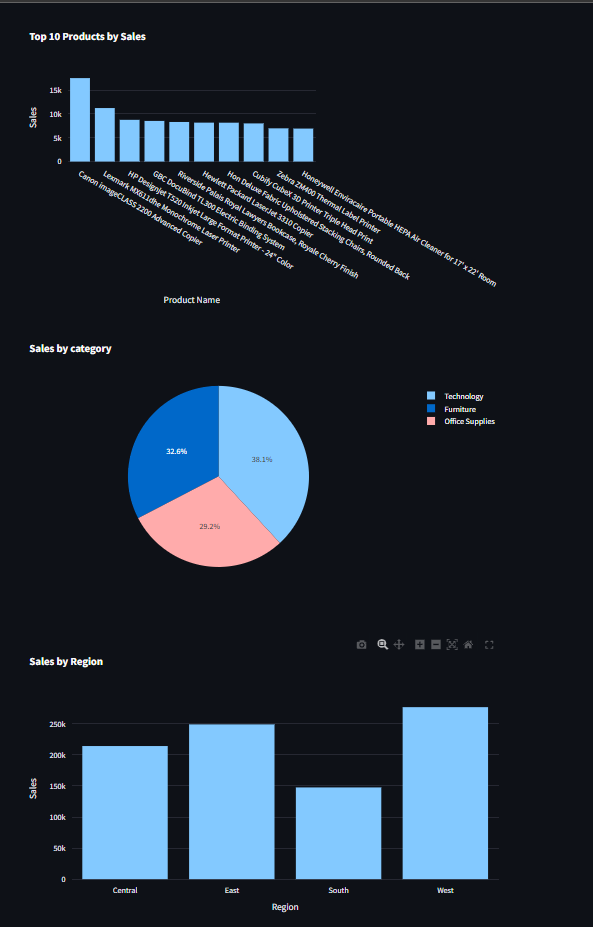 Top 10 Products by Sales
15k
10k
5k
0
Sales
Canon imageCLASS 2200 Advanced Copier
Lexmark MX611dhe Monochrome Laser Printer
HP Designjet T520 Inkjet Large Format Printer - 24" Color
GBC DocuBind TL300 Electric Binding System
Riverside Palais Royal Lawyers Bookcase, Royale Cherry Finish
Hewlett Packard LaserJet 3310 Copier
Hon Deluxe Fabric Upholstered Stacking Chairs, Rounded Back
Cubify CubeX 3D Printer Triple Head Print
Zebra ZM400 Thermal Label Printer
Honeywell Enviracaire Portable HEPA Air Cleaner for 17' x 22' Room
Product Name
Sales by category
Technology
Furniture
Office Supplies
32.6%
38.1%
29.2%
Sales by Region
250k
200k
150k
100k
50k
0
Sales
Central
East
South
West
Region